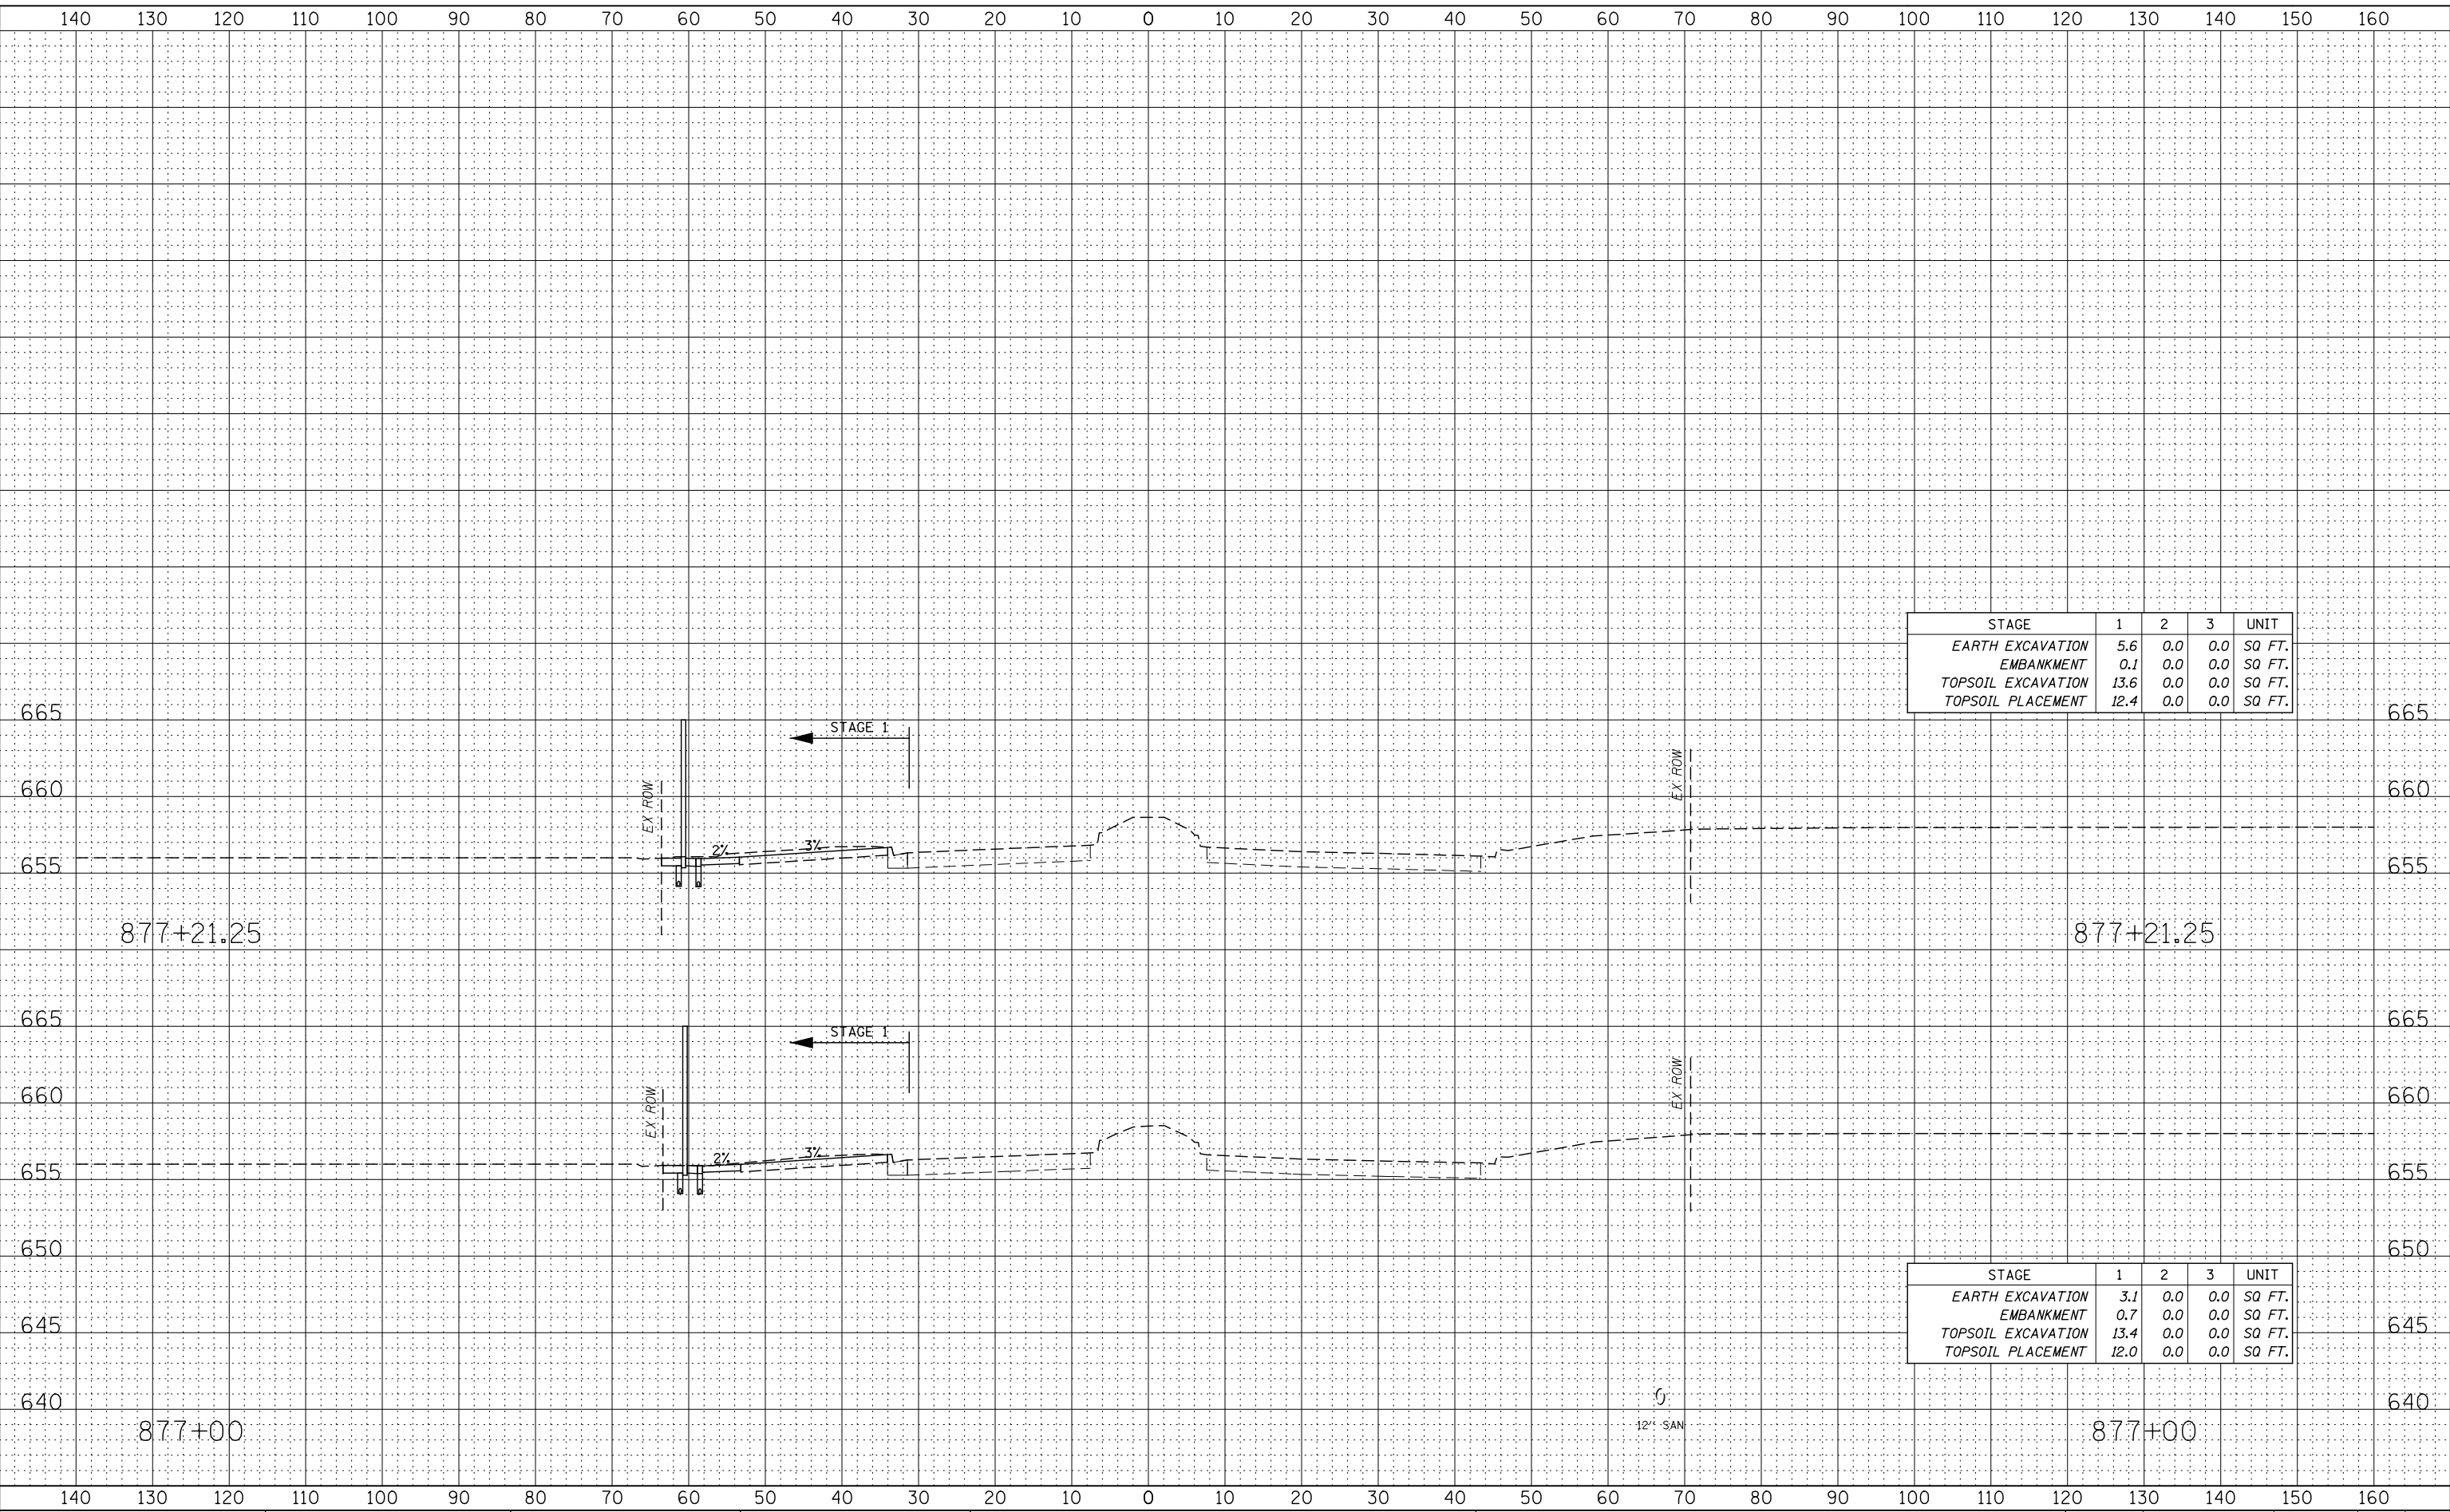 140 130 120 110 100 90 80 70 60 50 40 30 20 10 0 10 20 30 40 50 60 70 80 90 100 110 120 130 140 150 160
STAGE 1 2 3 UNIT
EARTH EXCAVATION 5.6 0.0 0.0 SQ FT.
EMBANKMENT 0.1 0.0 0.0 SQ FT.
TOPSOIL EXCAVATION 13.6 0.0 0.0 SQ FT.
TOPSOIL PLACEMENT 12.4 0.0 0.0 SQ FT.
665 665
STAGE 1
EX ROW
EX ROW
660 660
2% 3%
655 655
877+21.25 877+21.25
665 665
STAGE 1
EX ROW
EX ROW
660 660
2% 3%
655 655
650 650
STAGE 1 2 3 UNIT
EARTH EXCAVATION 3.1 0.0 0.0 SQ FT.
EMBANKMENT 0.7 0.0 0.0 SQ FT.
TOPSOIL EXCAVATION 13.4 0.0 0.0 SQ FT.
TOPSOIL PLACEMENT 12.0 0.0 0.0 SQ FT.
645 645
640 640
12" SAN
877+00 877+00
140 130 120 110 100 90 80 70 60 50 40 30 20 10 0 10 20 30 40 50 60 70 80 90 100 110 120 130 140 150 160